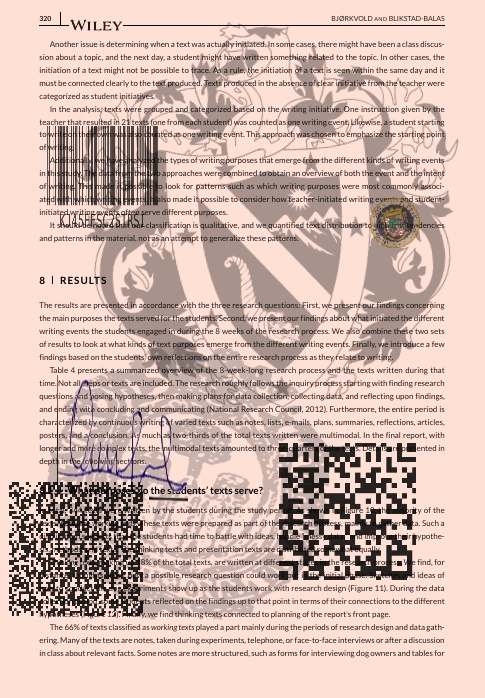 320 WILEY BJØRKVOLD AND BLIKSTAD-BALAS
Another issue is determining when a text was actually initiated. In some cases, there might have been a class discus-
sion about a topic, and the next day, a student might have written something related to the topic. In other cases, the
initiation of a text might not be possible to trace. As a rule, the initiation of a text is seen within the same day and it
must be connected clearly to the text produced. Texts produced in the absence of clear initiative from the teacher were
categorized as student initiatives.
In the analysis, texts were grouped and categorized based on the writing initiative. One instruction given by the
teacher that resulted in 21 texts (one from each student) was counted as one writing event. Likewise, a student starting
to write on their own was also counted as one writing event. This approach was chosen to emphasize the starting point
of writing.
Additionally, we have analyzed the types of writing purposes that emerge from the different kinds of writing events
in this study. The data from the two approaches were combined to obtain an overview of both the event and the intent
of writing. This made it possible to look for patterns such as which writing purposes were most commonly associ-
ated with which writing events. It also made it possible to consider how teacher-initiated writing events and student-
initiated writing events often serve different purposes.
It should be noted that our classification is qualitative, and we quantified text distribution to tendencies
and patterns in the material, not as an attempt to generalize these patterns.
8 | RESULTS
The results are presented in accordance with the three research questions: First, we present our findings concerning
the main purposes the texts served for the students. Second, we present our findings about what initiated the different
writing events the students engaged in during the 8 weeks of the research process. We also combine these two sets
of results to look at what kinds of text purposes emerge from the different writing events. Finally, we introduce a few
findings based on the students' own reflections on the entire research process as they relate to writing.
Table 4 presents a summarized overview of the 8-week-long research process and the texts written during that
time. Not all steps or texts are included. The research roughly follows the inquiry process starting with finding research
questions and posing hypotheses, then making plans for data collection, collecting data, and reflecting upon findings,
and ending with concluding and communicating (National Research Council, 2012). Furthermore, the entire period is
characterized by continuous writing of varied texts such as notes, lists, e-mails, plans, summaries, reflections, articles,
posters, and a conclusion. As much as two-thirds of the total texts written were multimodal. In the final report, with
longer and more complex texts, the multimodal texts amounted to three quarters of the texts. Details are presented in
depth in the following sections.
do the students' texts serve?
by the students during the study Figure 10, the majority of the
These texts were prepared as part of the research process, mainly to gather data. Such a
the students had time to battle with ideas, and their hypothe-
thinking texts and presentation texts are distributed somewhat equally.
18% of the total texts, are written at different the research process. We find, for
a possible research question could and ideas of
experiments show up as the students work with research design (Figure 11). During the data
texts reflected on the findings up to that point in terms of their connections to the different
we find thinking texts connected to planning of the report's front page.
The 66% of texts classified as working texts played a part mainly during the periods of research design and data gath-
ering. Many of the texts are notes, taken during experiments, telephone, or face-to-face interviews or after a discussion
in class about relevant facts. Some notes are more structured, such as forms for interviewing dog owners and tables for